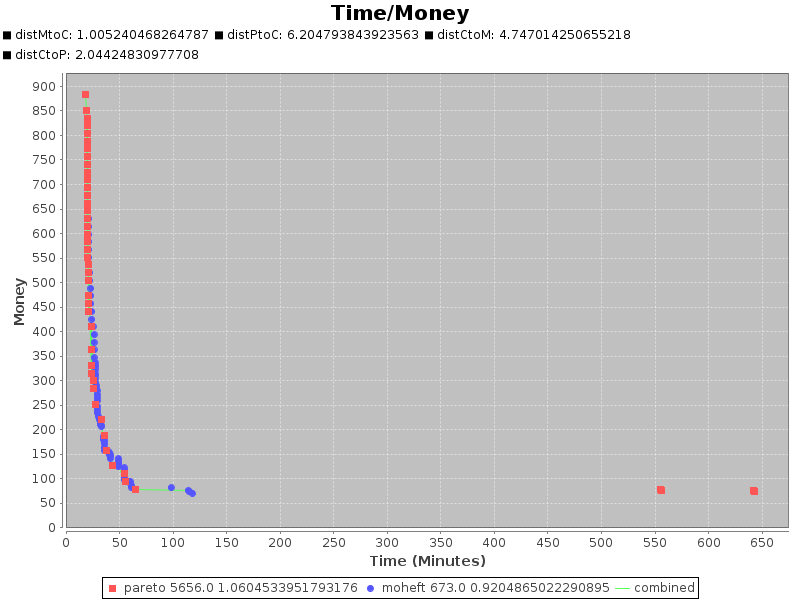 Time/Money
distMtoC: 1.005240468264787 distPtoC: 6.204793843923563 distCtoM: 4.747014250655218
distCtoP: 2.04424830977708
900
850
800
750
700
650
600
550
500
450
400
350
300
250
200
150
100
50
0
Money
0 50 100 150 200 250 300 350 400 450 500 550 600 650
Time (Minutes)
pareto 5656.0 1.0604533951793176 moheft 673.0 0.9204865022290895 combined